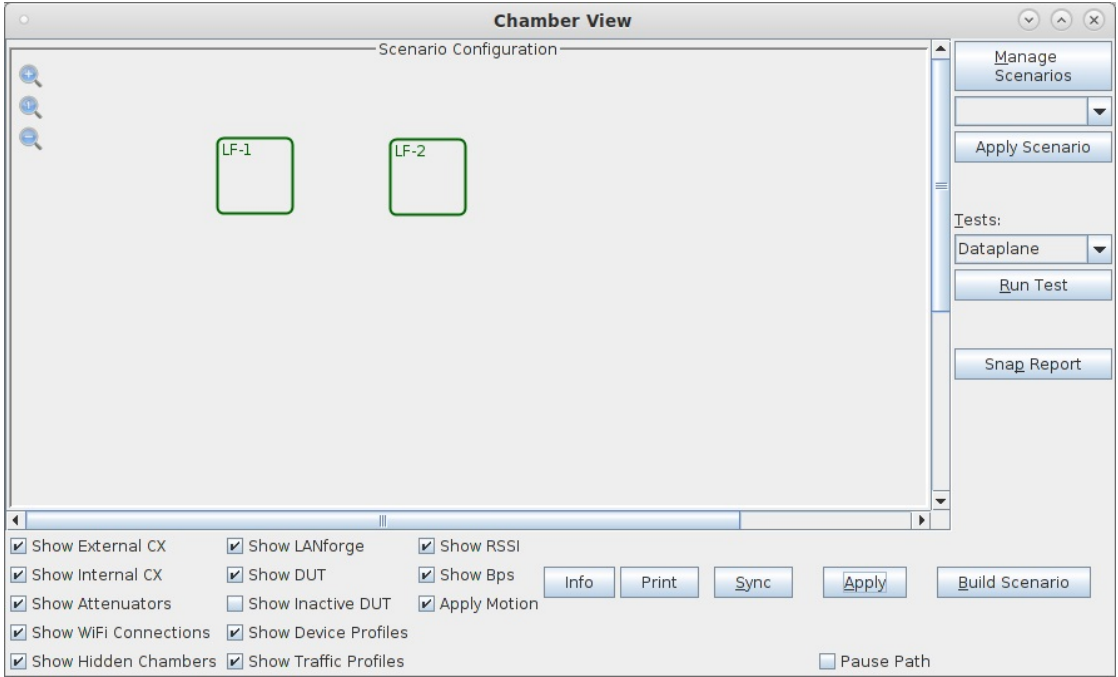 Chamber View
Scenario Configuration
Manage
Scenarios
LF-1
LF-2
Apply Scenario
Tests:
Dataplane
Run Test
Snap Report
Show External CX
Show LANforge
Show RSSI
Show Internal CX
Show DUT
Show Bps
Info
Print
Sync
Apply
Build Scenario
Show Attenuators
Show Inactive DUT
Apply Motion
Show WiFi Connections
Show Device Profiles
Show Hidden Chambers
Show Traffic Profiles
Pause Path